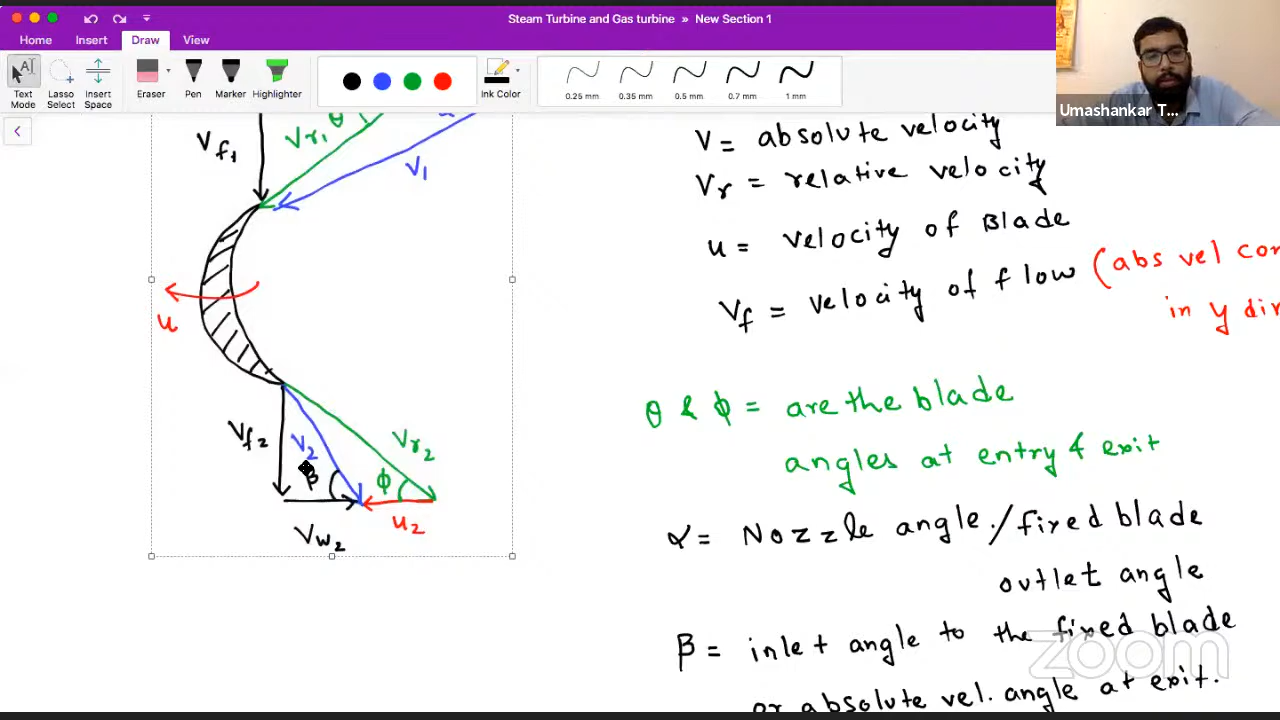 Steam Turbine and Gas turbine » New Section 1
Home Insert Draw View
Text Mode
Lasso Select
Insert Space
Eraser
Pen
Marker
Highlighter
Ink Color
0.25 mm
0.35 mm
0.5 mm
0.7 mm
1 mm
Umashankar T...
Vf1
Vr1
θ
V1
u
Vf2
V2
β
Vr2
φ
Vw2
u2
V = absolute velocity
Vr = relative velocity
u = velocity of Blade
Vf = velocity of flow (abs vel
in y
θ & φ = are the blade
angles at entry & exit
α = Nozzle angle/fixed blade
outlet angle
β = inlet angle to the fixed blade
or absolute vel. angle at exit.
zoom